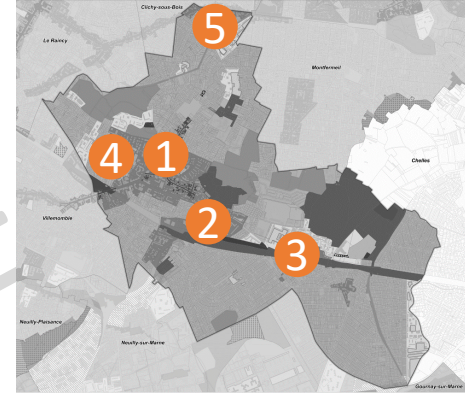 Clichy-sous-Bois
5
Le Raincy
Montfermeil
4
1
Chelles
Villemomble
2
3
Neuilly-Plaisance
Neuilly-sur-Marne
Gournay-sur-Marne